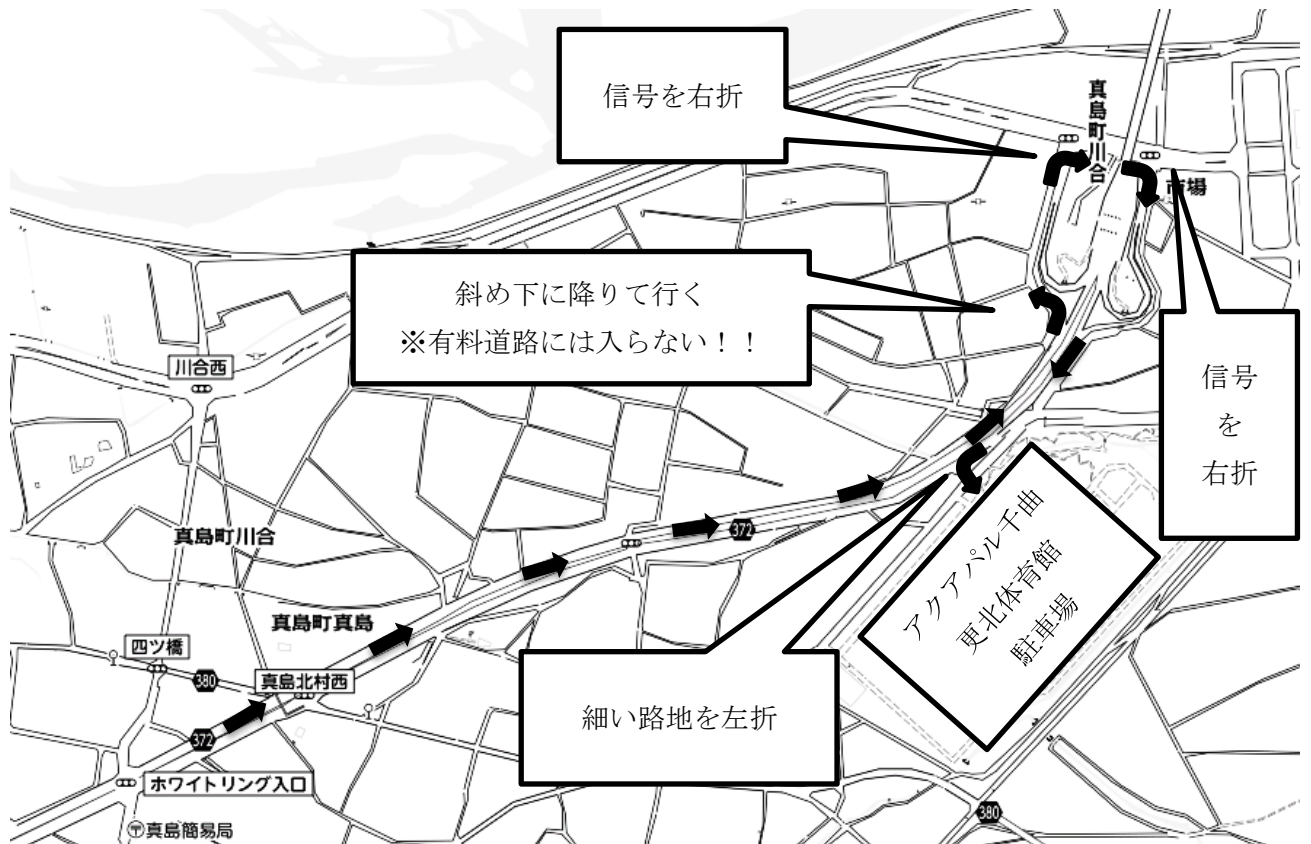 信号を右折
真島町川合
市場
斜め下に降りて行く
※有料道路には入らない！！
川合西
信号
を
右折
372
真島町川合
アクアパル千曲
更北体育館
駐車場
真島町真島
四ツ橋
380
真島北村西
細い路地を左折
372
ホワイトリング入口
380
真島簡易局